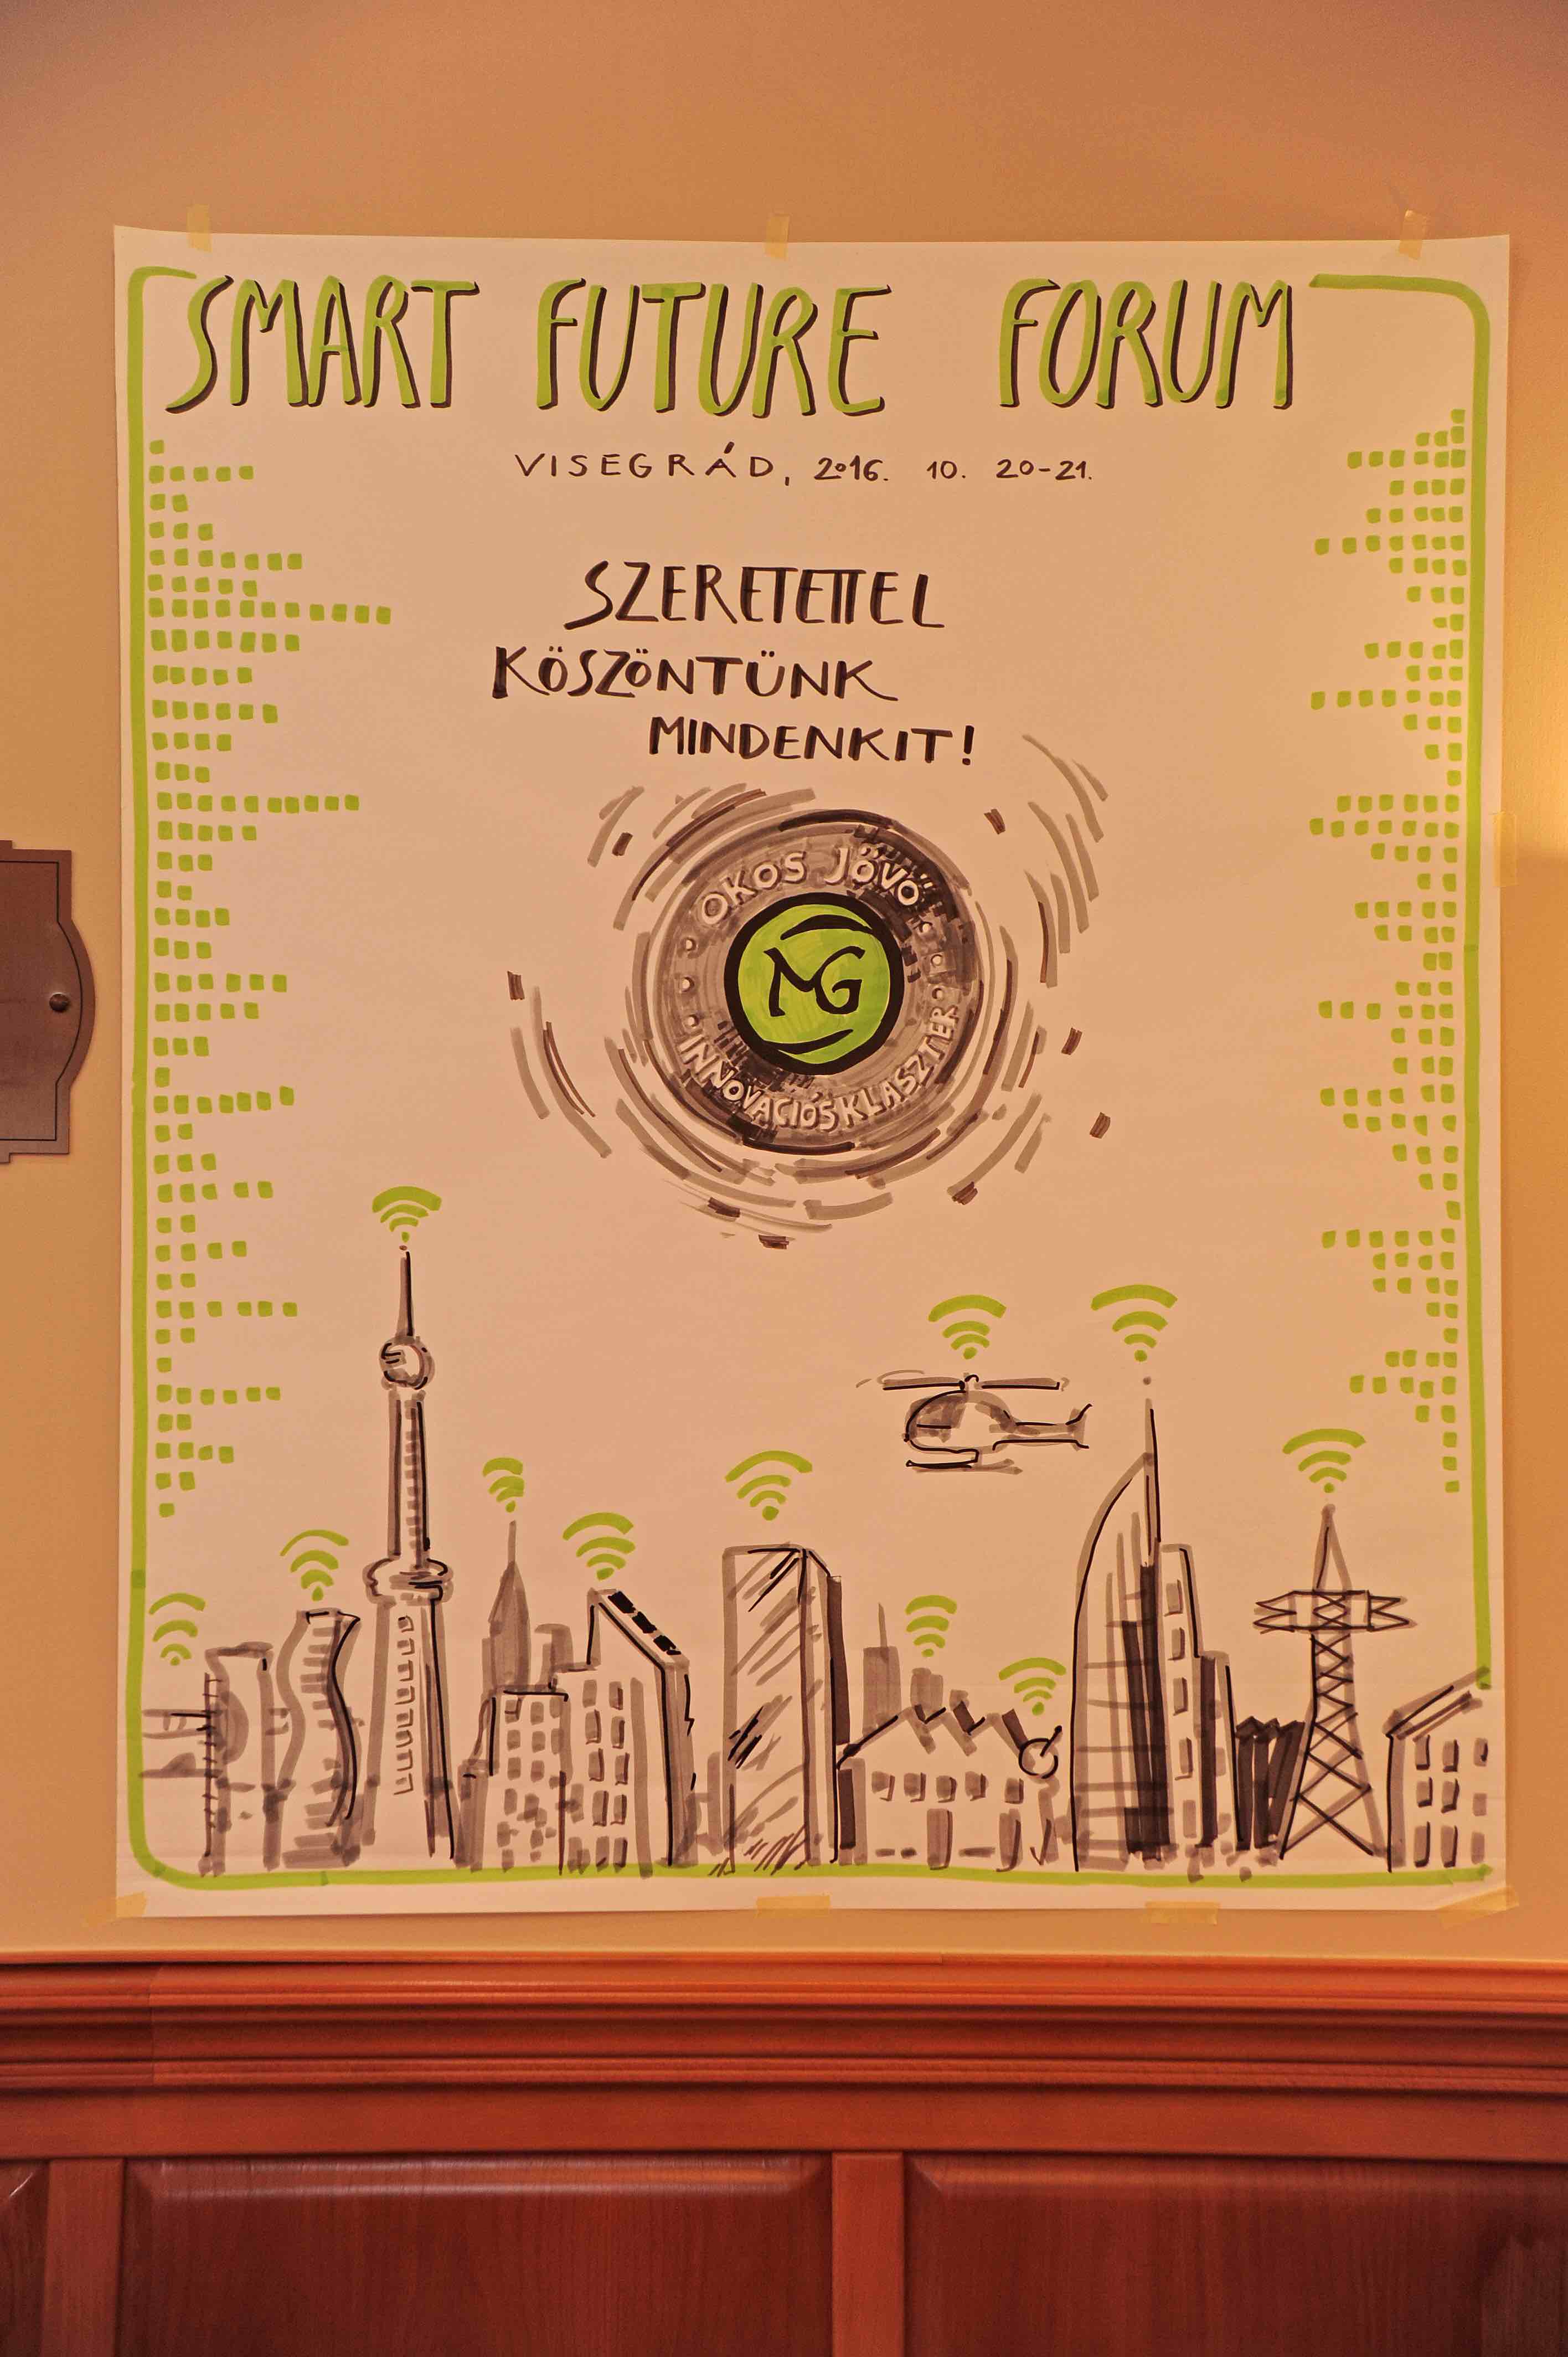 SMART FUTURE FORUM
VISEGRÁD, 2016. 10. 20-21.
SZERETETTEL
KÖSZÖNTÜNK
MINDENKIT!
OKOS JÖVŐ
MG
INNOVÁCIÓS KLASZTER